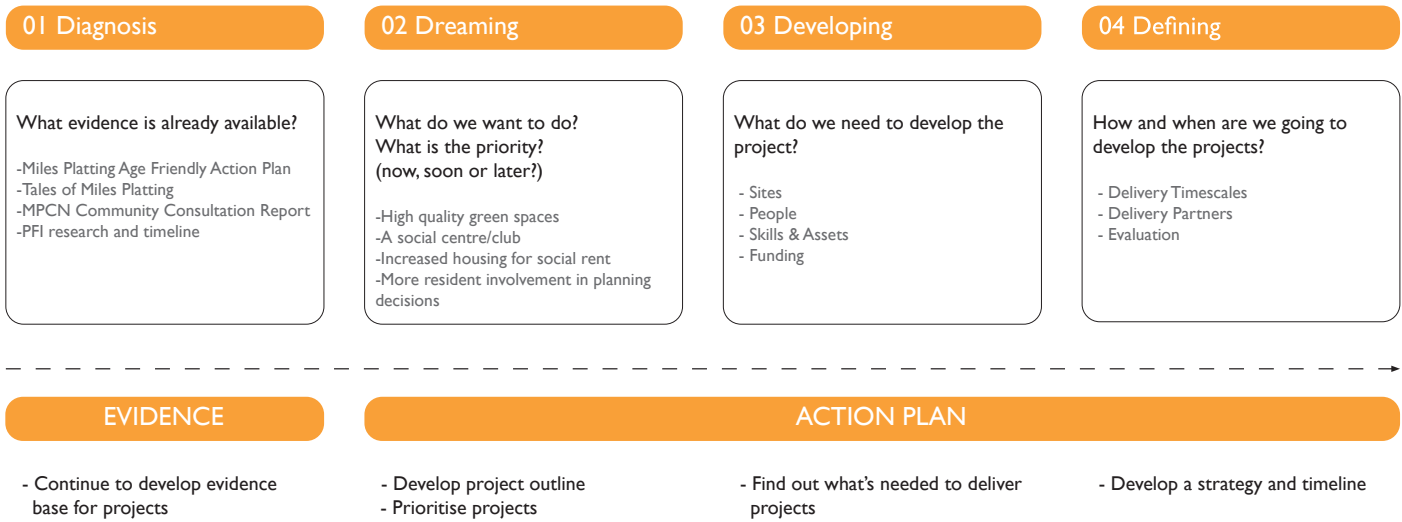 01 Diagnosis
02 Dreaming
03 Developing
04 Defining
What evidence is already available?
-Miles Platting Age Friendly Action Plan
-Tales of Miles Platting
-MPCN Community Consultation Report
-PFI research and timeline
What do we want to do?
What is the priority?
(now, soon or later?)
-High quality green spaces
-A social centre/club
-Increased housing for social rent
-More resident involvement in planning
decisions
What do we need to develop the
project?
- Sites
- People
- Skills & Assets
- Funding
How and when are we going to
develop the projects?
- Delivery Timescales
- Delivery Partners
- Evaluation
EVIDENCE
ACTION PLAN
- Continue to develop evidence
base for projects
- Develop project outline
- Prioritise projects
- Find out what's needed to deliver
projects
- Develop a strategy and timeline